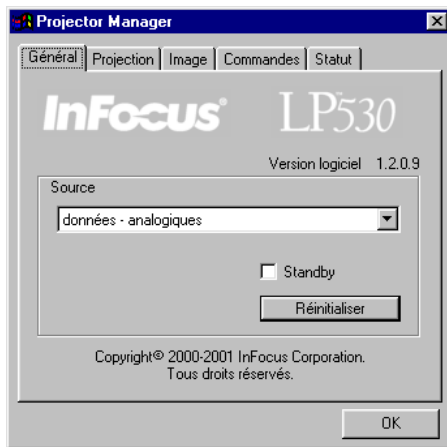 Projector Manager
Général Projection Image Commandes Statut
InFocus® LP™530
Version logiciel 1.2.0.9
Source
données - analogiques
Standby
Réinitialiser
Copyright© 2000-2001 InFocus Corporation.
Tous droits réservés.
OK